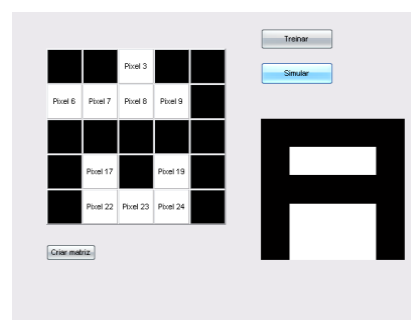 Treinar
Pixel 3
Simular
Pixel 6 Pixel 7 Pixel 8 Pixel 9
Pixel 17 Pixel 19
Pixel 22 Pixel 23 Pixel 24
Criar matriz